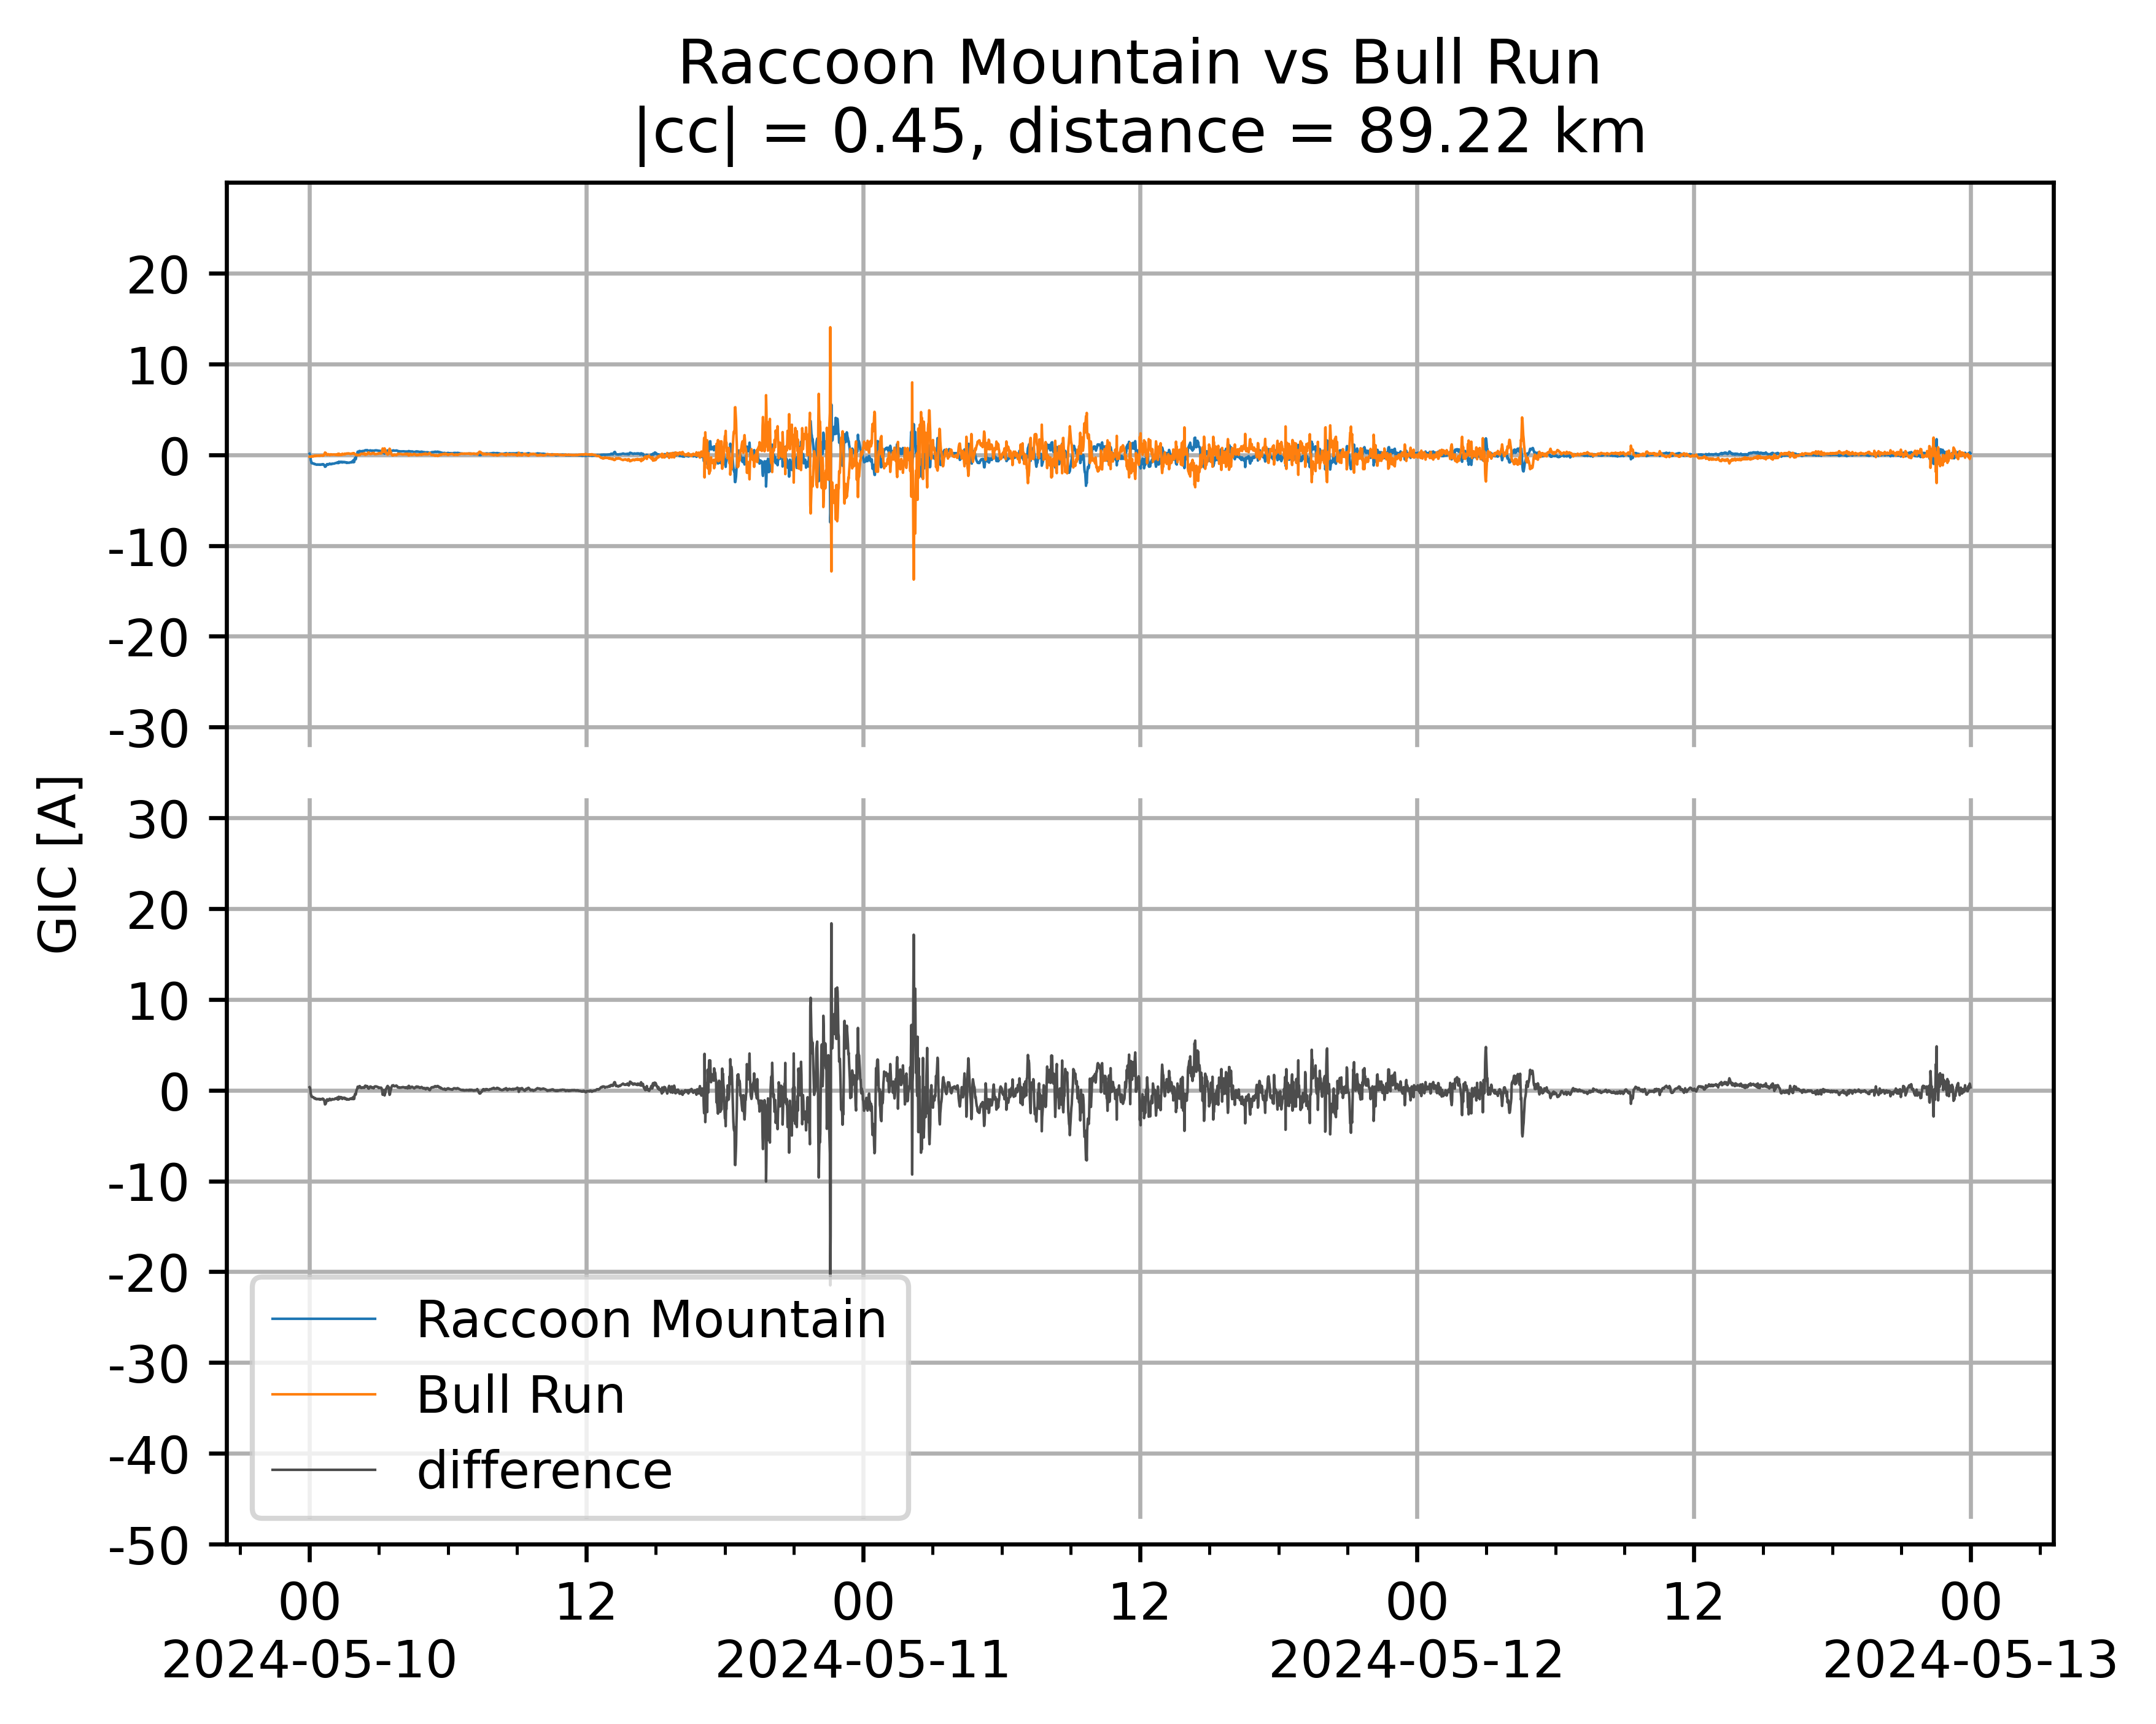 Raccoon Mountain vs Bull Run
|cc| = 0.45, distance = 89.22 km
GIC [A]
20
10
0
-10
-20
-30
30
20
10
0
-10
-20
-30
-40
-50
Raccoon Mountain
Bull Run
difference
00 12 00 12 00 12 00
2024-05-10 2024-05-11 2024-05-12 2024-05-13